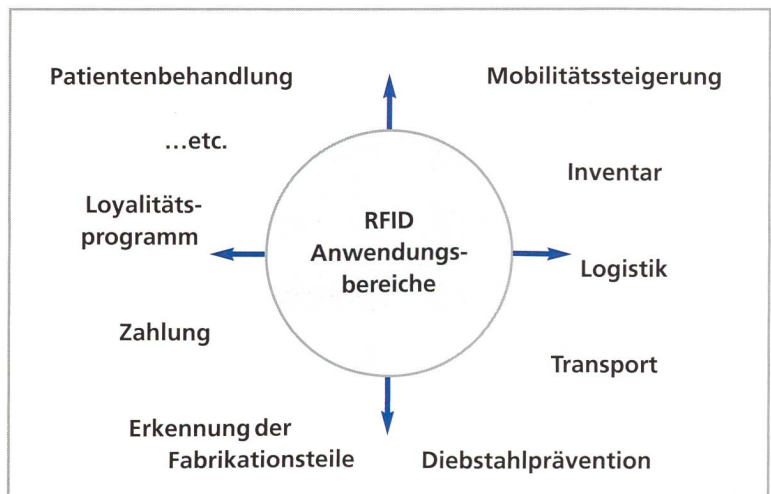 Patientenbehandlung
Mobilitätssteigerung
...etc.
Inventar
Loyalitäts-
programm
RFID
Anwendungs-
bereiche
Logistik
Zahlung
Transport
Erkennung der
Fabrikationsteile
Diebstahlprävention